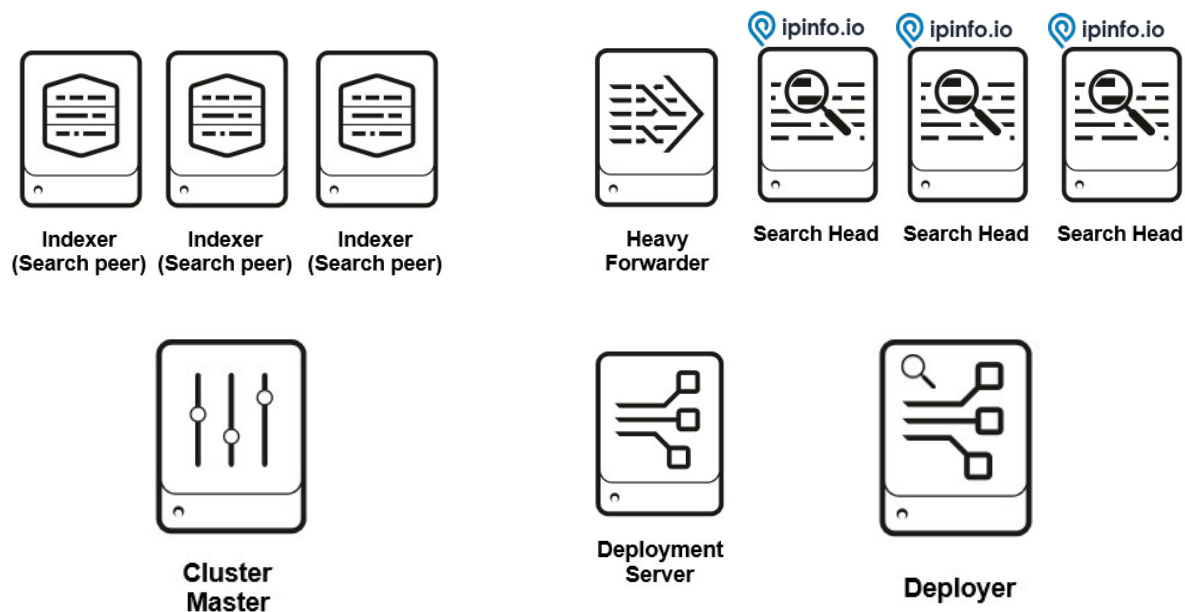 ipinfo.io
ipinfo.io
ipinfo.io
Indexer
(Search peer)
Indexer
(Search peer)
Indexer
(Search peer)
Heavy
Forwarder
Search Head
Search Head
Search Head
Cluster
Master
Deployment
Server
Deployer